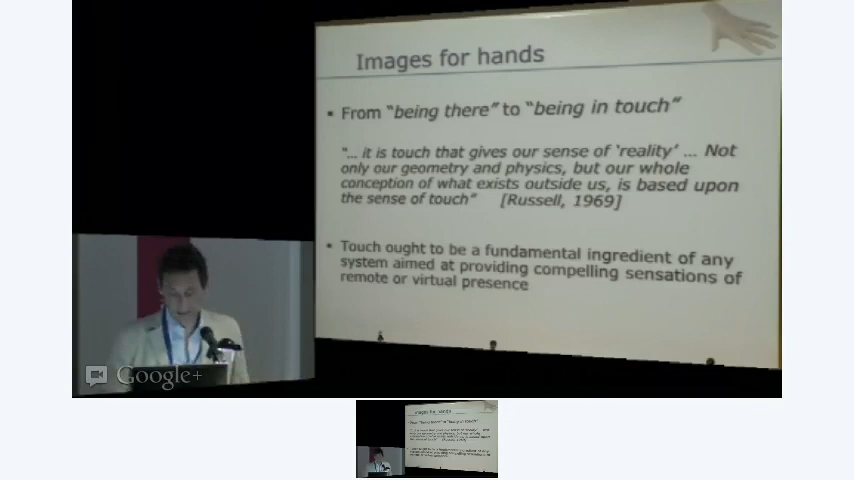 Images for hands
▪ From "being there" to "being in touch"
"... it is touch that gives our sense of 'reality' ... Not
only our geometry and physics, but our whole
conception of what exists outside us, is based upon
the sense of touch" [Russell, 1969]
▪ Touch ought to be a fundamental ingredient of any
system aimed at providing compelling sensations of
remote or virtual presence
Google+